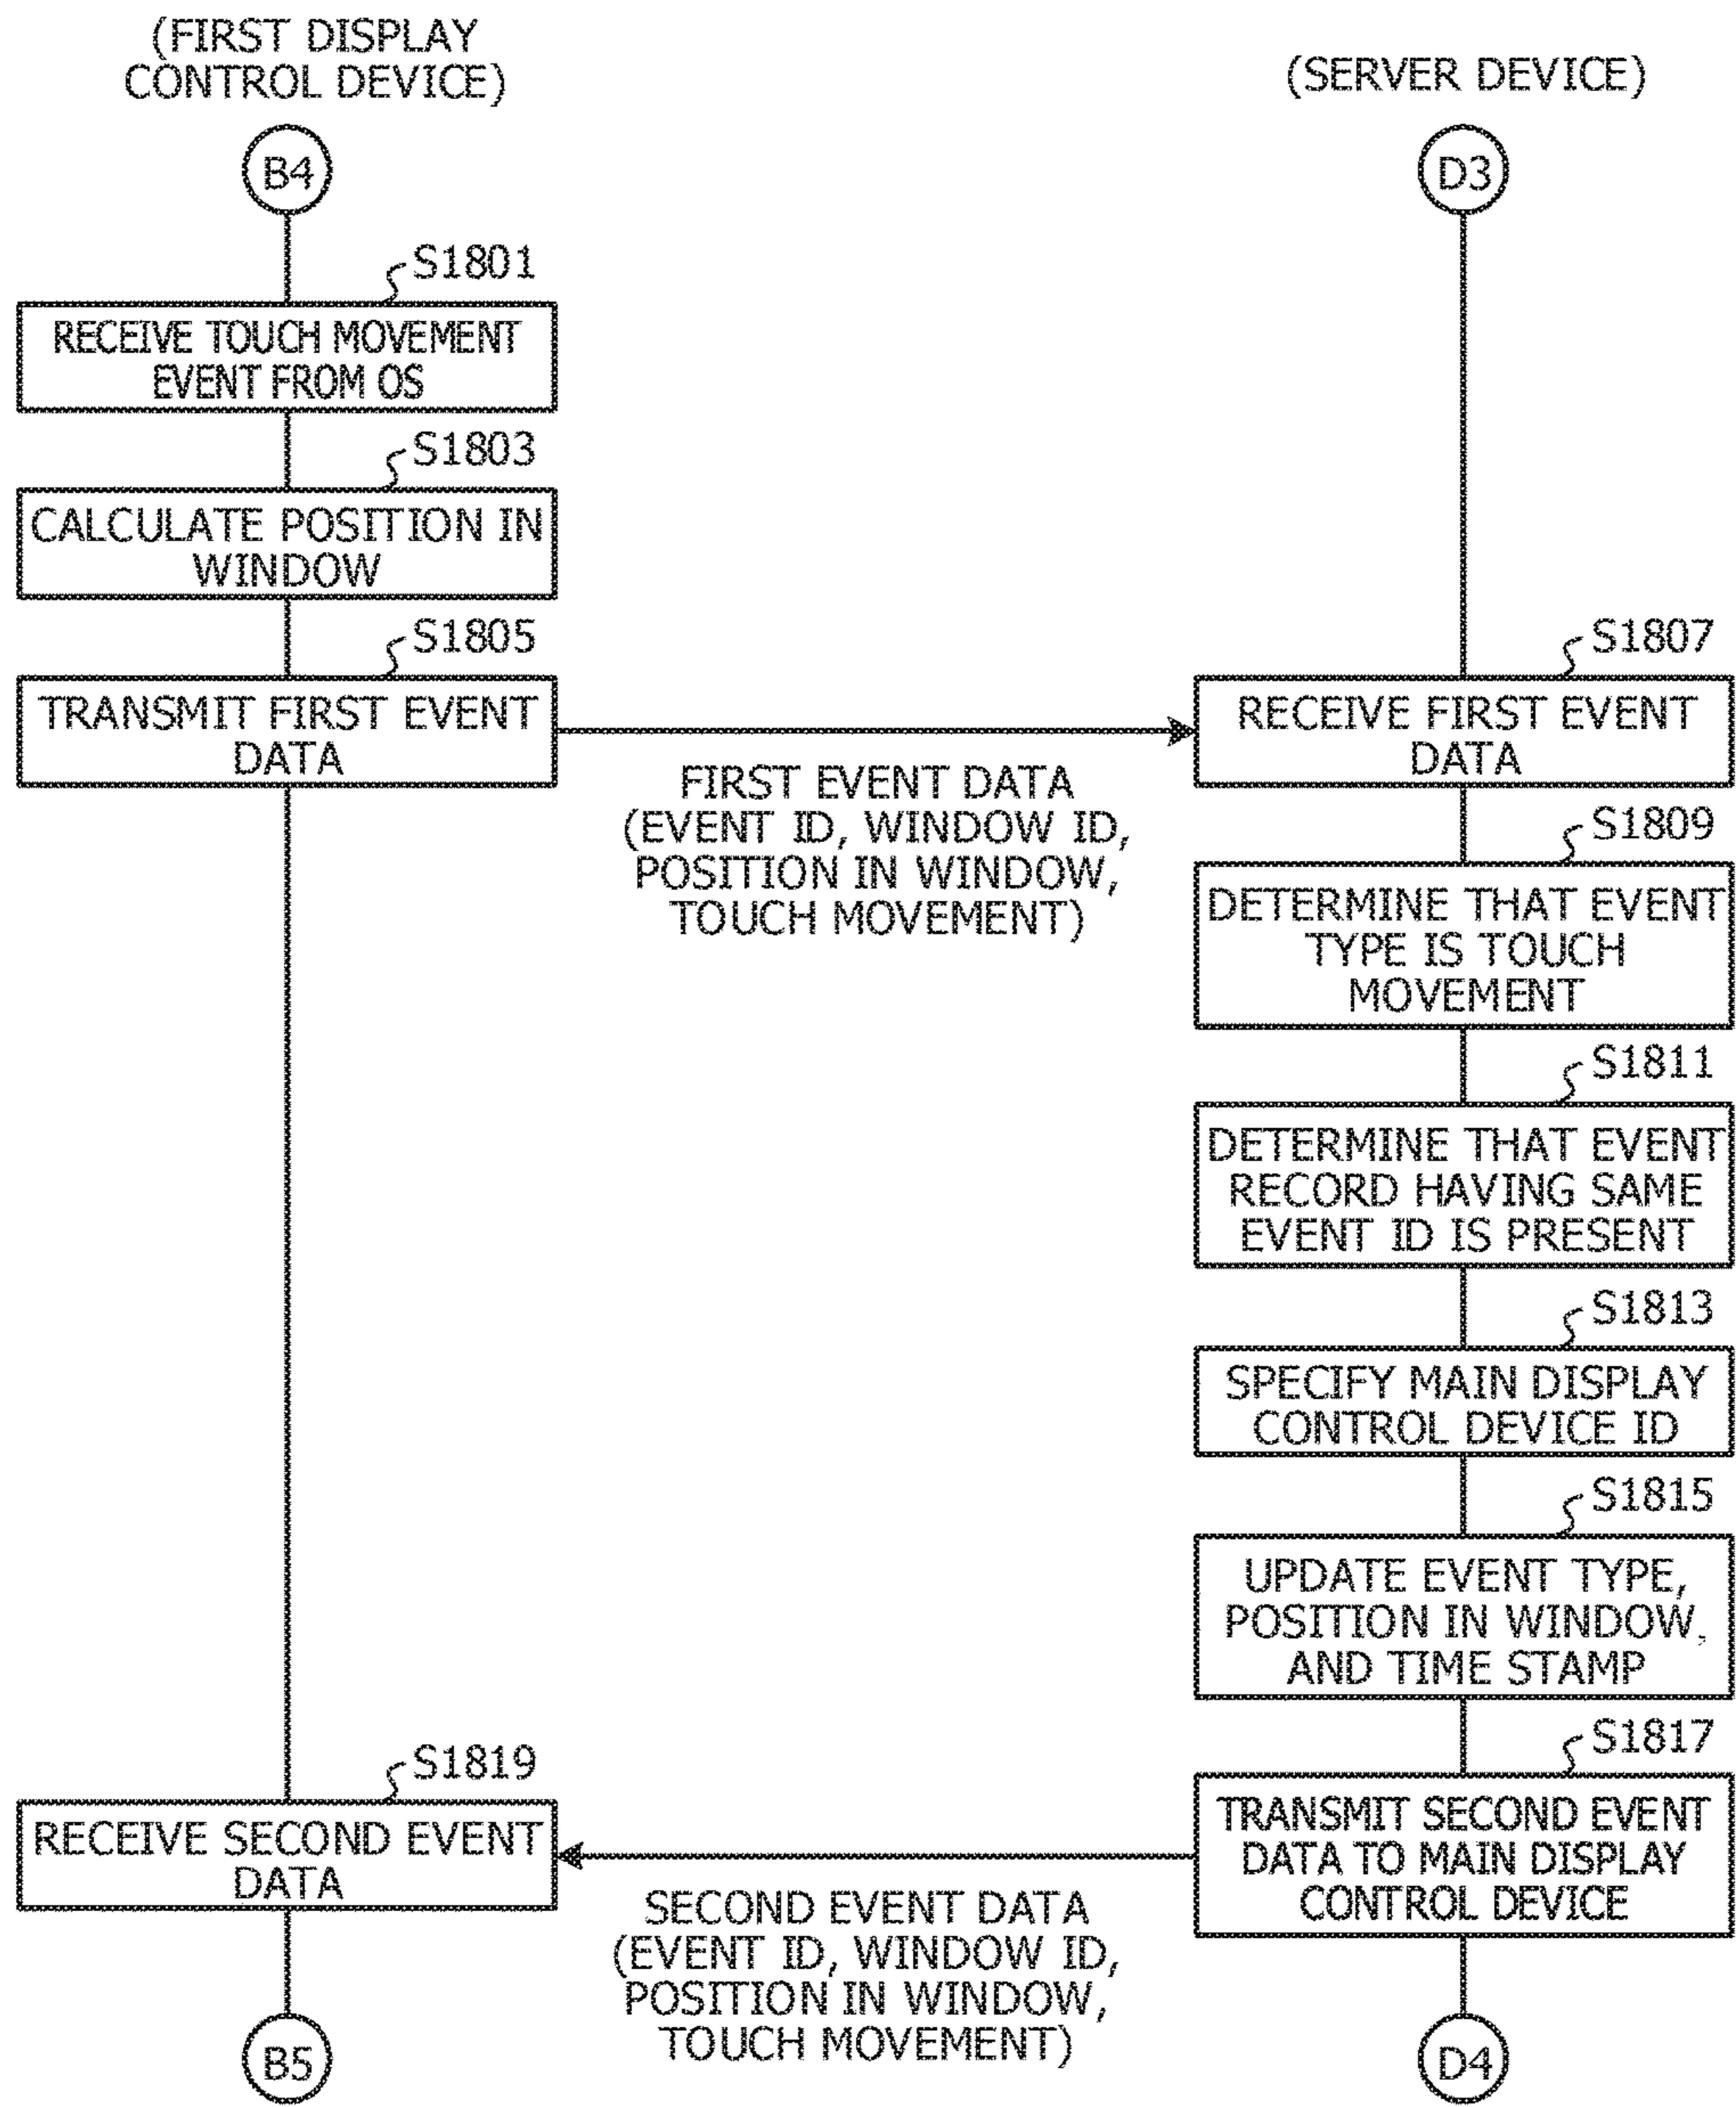 (FIRST DISPLAY
CONTROL DEVICE)
(SERVER DEVICE)
B4
D3
S1801
RECEIVE TOUCH MOVEMENT
EVENT FROM OS
S1803
CALCULATE POSITION IN
WINDOW
S1805
TRANSMIT FIRST EVENT
DATA
FIRST EVENT DATA
(EVENT ID, WINDOW ID,
POSITION IN WINDOW,
TOUCH MOVEMENT)
S1807
RECEIVE FIRST EVENT
DATA
S1809
DETERMINE THAT EVENT
TYPE IS TOUCH
MOVEMENT
S1811
DETERMINE THAT EVENT
RECORD HAVING SAME
EVENT ID IS PRESENT
S1813
SPECIFY MAIN DISPLAY
CONTROL DEVICE ID
S1815
UPDATE EVENT TYPE,
POSITION IN WINDOW,
AND TIME STAMP
S1817
TRANSMIT SECOND EVENT
DATA TO MAIN DISPLAY
CONTROL DEVICE
S1819
RECEIVE SECOND EVENT
DATA
SECOND EVENT DATA
(EVENT ID, WINDOW ID,
POSITION IN WINDOW,
TOUCH MOVEMENT)
B5
D4